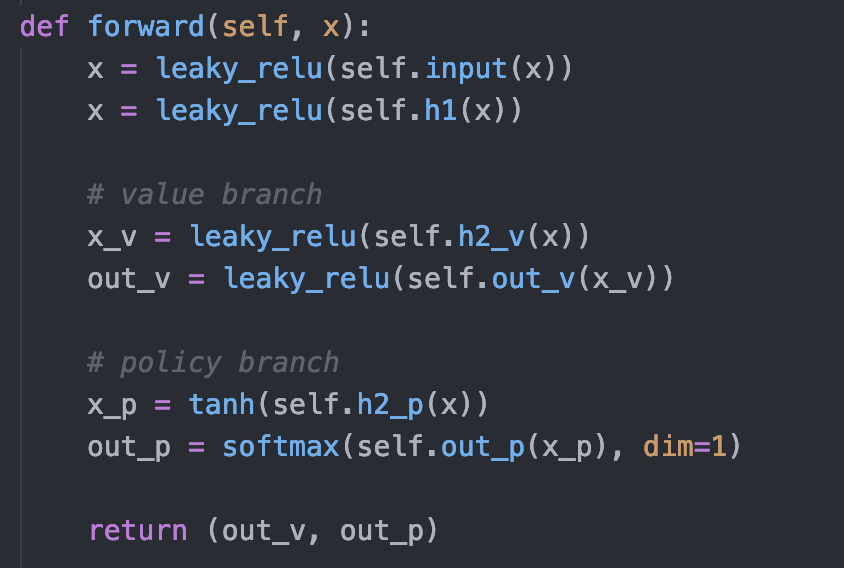 def forward(self, x):
    x = leaky_relu(self.input(x))
    x = leaky_relu(self.h1(x))

    # value branch
    x_v = leaky_relu(self.h2_v(x))
    out_v = leaky_relu(self.out_v(x_v))

    # policy branch
    x_p = tanh(self.h2_p(x))
    out_p = softmax(self.out_p(x_p), dim=1)

    return (out_v, out_p)